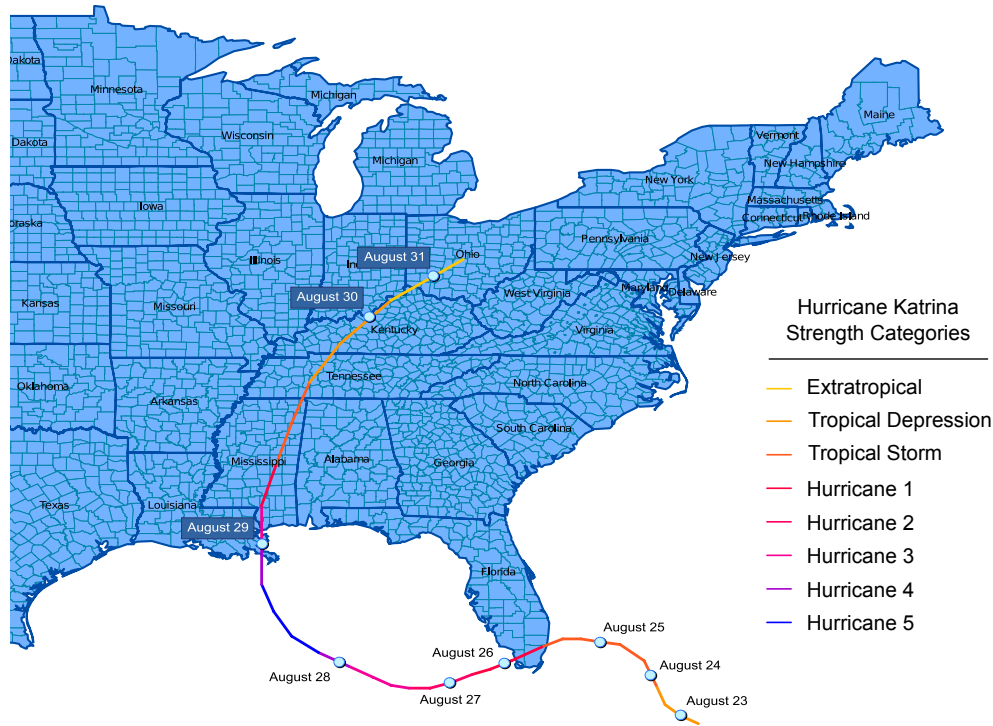 Dakota
Minnesota
Michigan
Maine
Wisconsin
Vermont
Dakota
Michigan
New Hampshire
New York
Massachusetts
Iowa
Connecticut
Rhode Island
Pennsylvania
New Jersey
August 31
Ohio
Illinois
Maryland
Delaware
West Virginia
August 30
Kansas
Missouri
Kentucky
Virginia
Tennessee
North Carolina
Oklahoma
Arkansas
South Carolina
Mississippi
Alabama
Georgia
Texas
Louisiana
August 29
Florida
August 25
August 26
August 24
August 28
August 27
August 23
Hurricane Katrina
Strength Categories
Extratropical
Tropical Depression
Tropical Storm
Hurricane 1
Hurricane 2
Hurricane 3
Hurricane 4
Hurricane 5